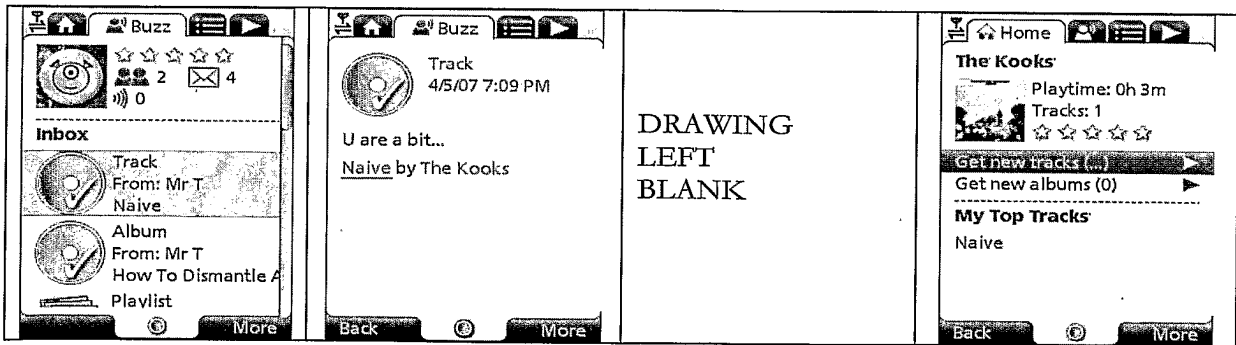 Buzz
2
4
0
Inbox
Track
From: Mr T
Naive
Album
From: Mr T
How To Dismantle A
Playlist
More
Buzz
Track
4/5/07 7:09 PM
U are a bit...
Naive by The Kooks
Back
More
DRAWING
LEFT
BLANK
Home
The Kooks
Playtime: 0h 3m
Tracks: 1
Get new tracks (...)
Get new albums (0)
My Top Tracks
Naive
Back
More